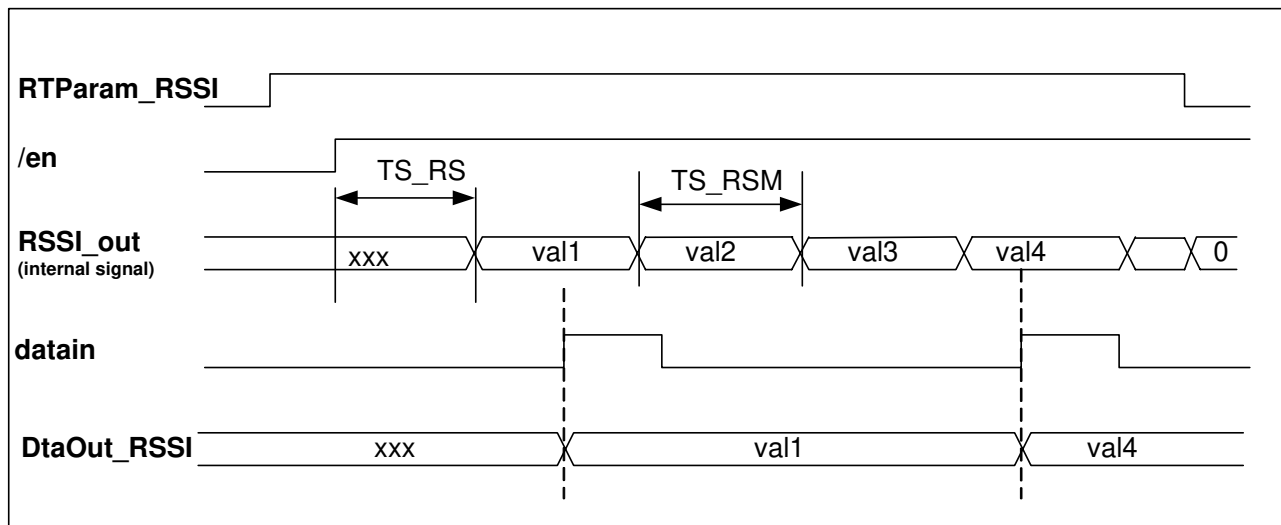 RTParam_RSSI
/en
TS_RS
TS_RSM
RSSI_out
(internal signal)
xxx
val1
val2
val3
val4
0
datain
DtaOut_RSSI
xxx
val1
val4